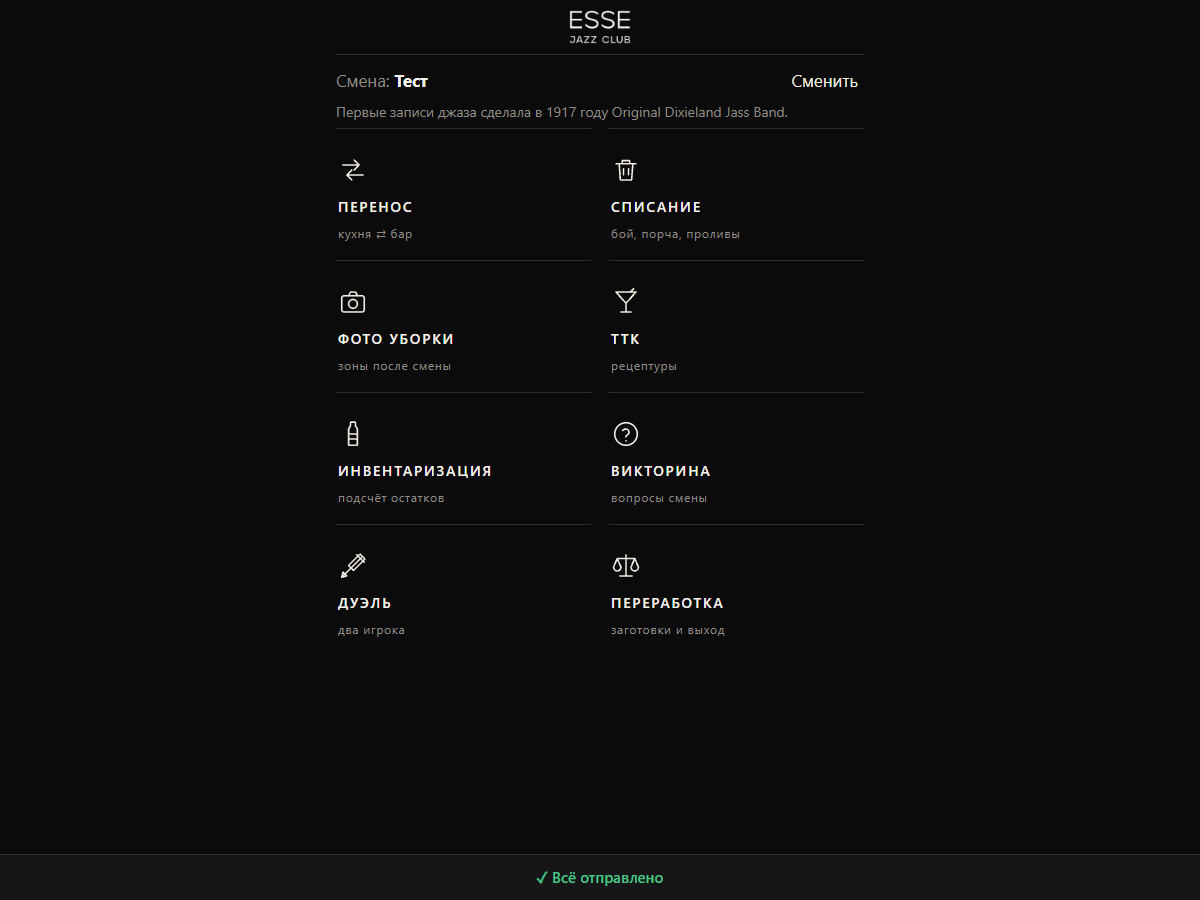 ESSE
JAZZ CLUB
Смена: Тест
Сменить
Первые записи джаза сделала в 1917 году Original Dixieland Jass Band.
ПЕРЕНОС
кухня ⇄ бар
СПИСАНИЕ
бой, порча, проливы
ФОТО УБОРКИ
зоны после смены
ТТК
рецептуры
ИНВЕНТАРИЗАЦИЯ
подсчёт остатков
ВИКТОРИНА
вопросы смены
ДУЭЛЬ
два игрока
ПЕРЕРАБОТКА
заготовки и выход
✓ Всё отправлено